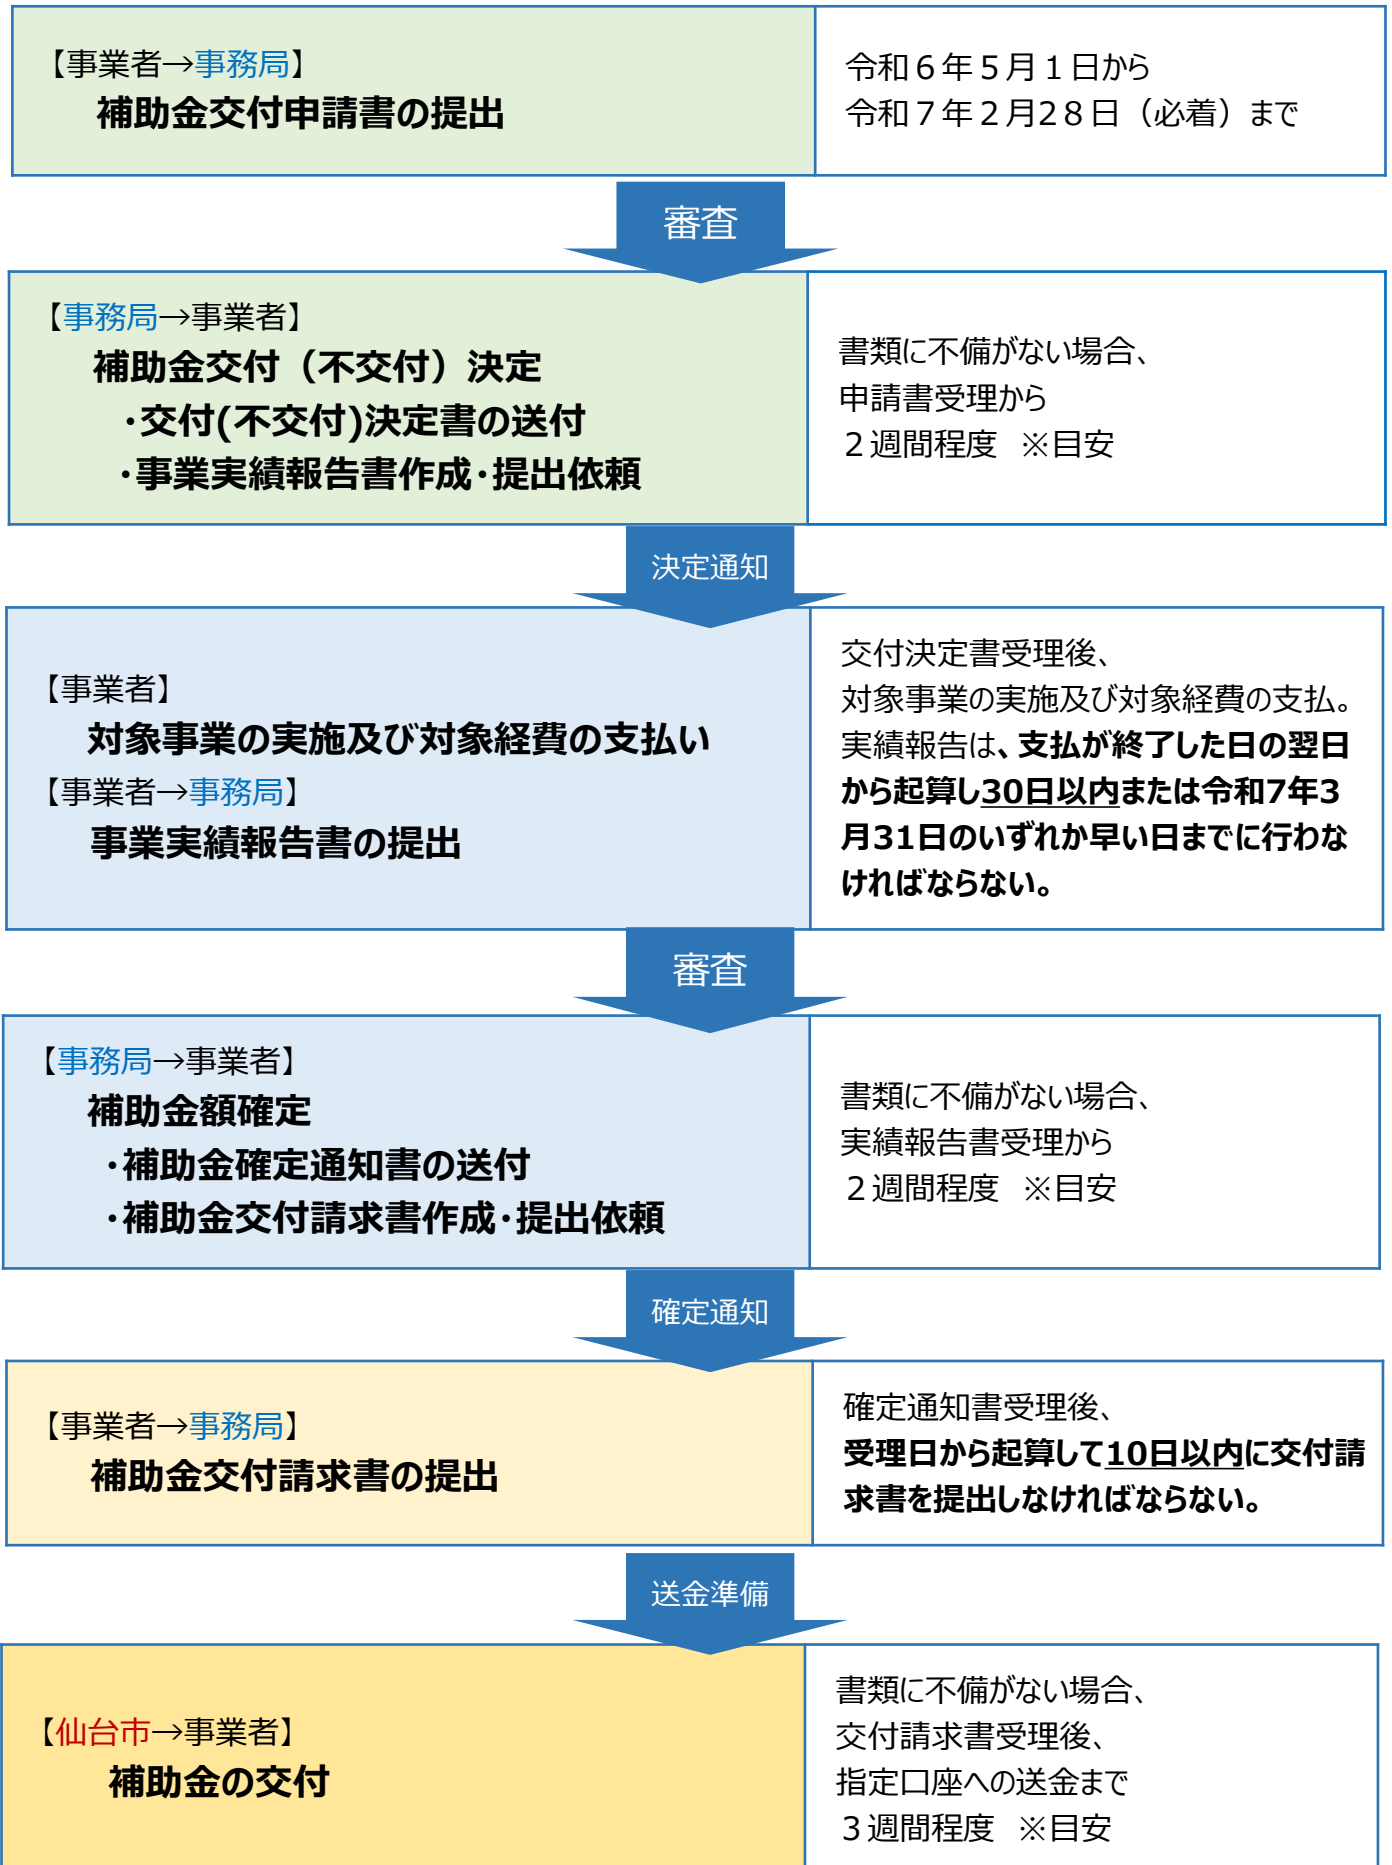 【事業者→事務局】
補助金交付申請書の提出
令和６年５月１日から
令和７年２月2８日（必着）まで
審査
【事務局→事業者】
補助金交付（不交付）決定
・交付(不交付)決定書の送付
・事業実績報告書作成・提出依頼
書類に不備がない場合、
申請書受理から
２週間程度　※目安
決定通知
【事業者】
対象事業の実施及び対象経費の支払い
【事業者→事務局】
事業実績報告書の提出
交付決定書受理後、
対象事業の実施及び対象経費の支払。
実績報告は、支払が終了した日の翌日
から起算し30日以内または令和7年3
月31日のいずれか早い日までに行わな
ければならない。
審査
【事務局→事業者】
補助金額確定
・補助金確定通知書の送付
・補助金交付請求書作成・提出依頼
書類に不備がない場合、
実績報告書受理から
２週間程度　※目安
確定通知
【事業者→事務局】
補助金交付請求書の提出
確定通知書受理後、
受理日から起算して10日以内に交付請
求書を提出しなければならない。
送金準備
【仙台市→事業者】
補助金の交付
書類に不備がない場合、
交付請求書受理後、
指定口座への送金まで
３週間程度　※目安